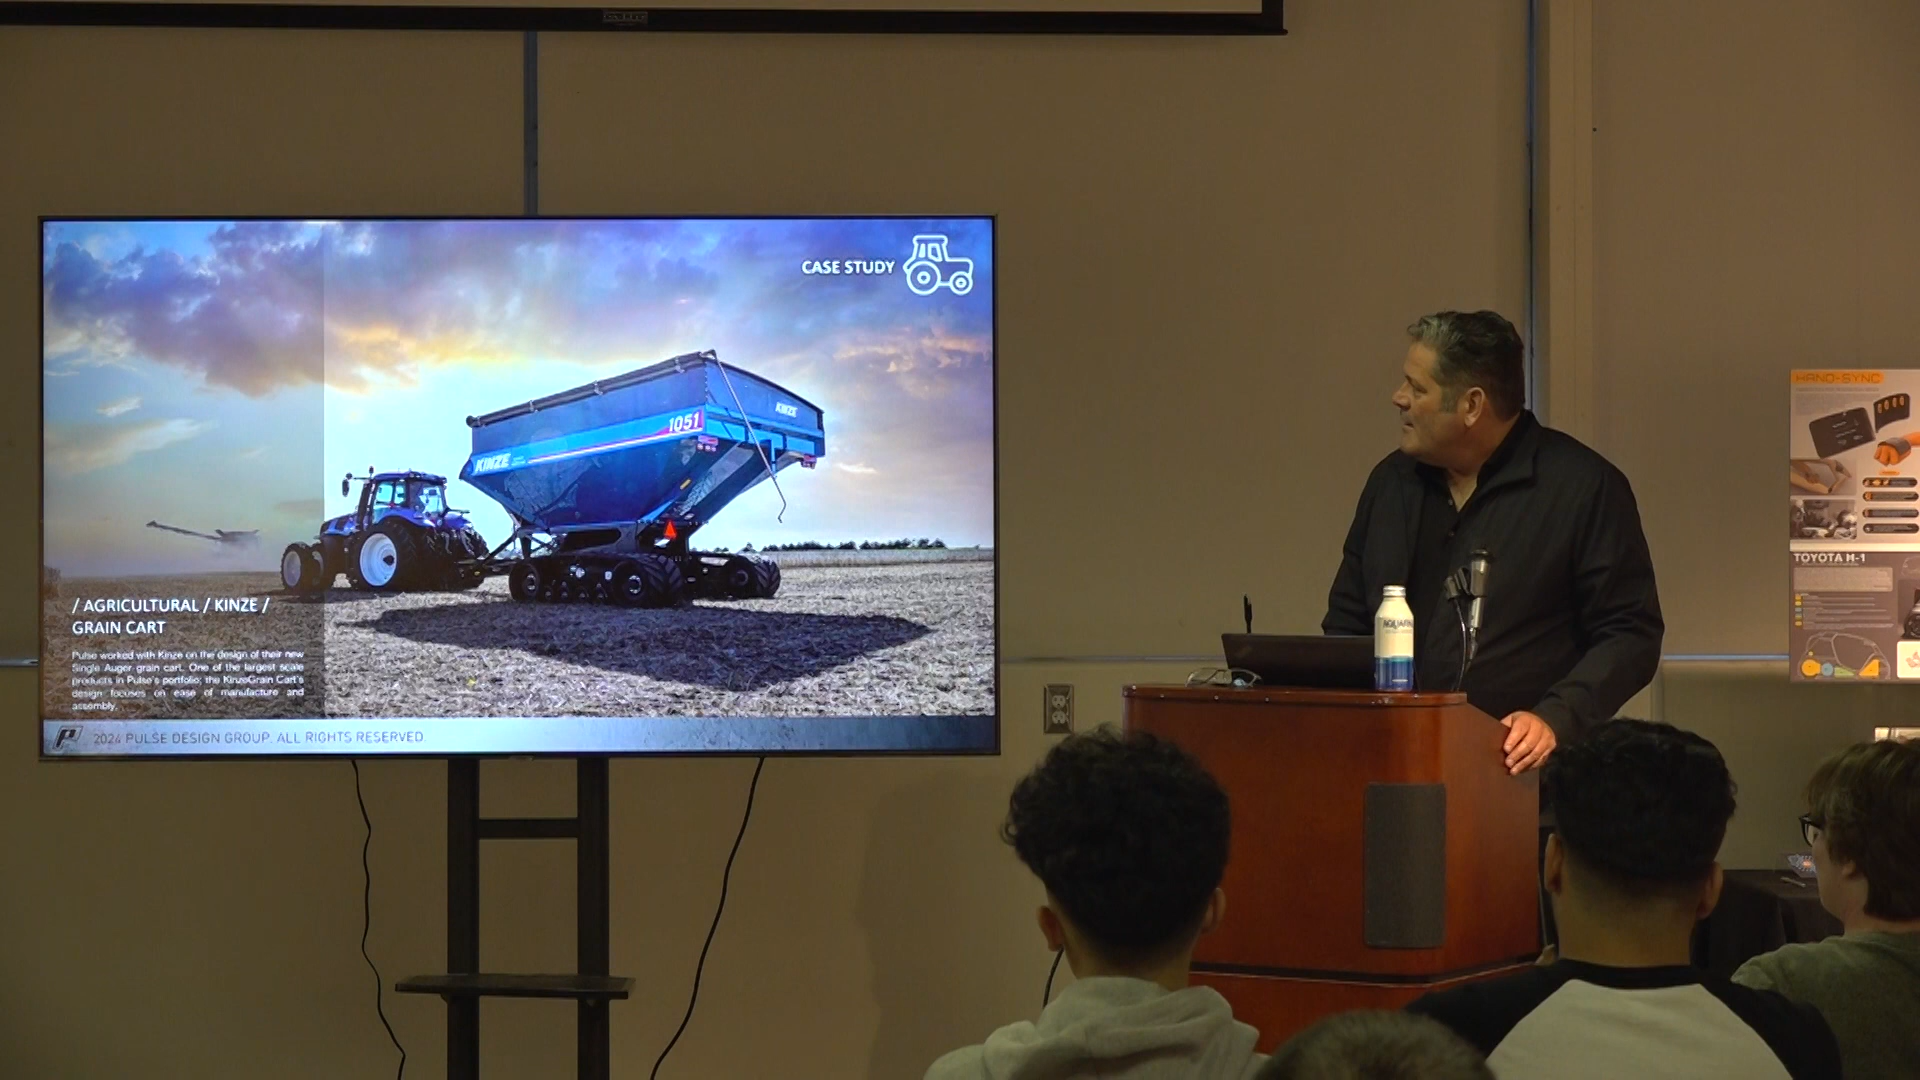 CASE STUDY
1051
KINZE
KINZE
/ AGRICULTURAL / KINZE /
GRAIN CART
Pulse worked with Kinze on the design of their new
Single Auger grain cart. One of the largest scale
products in Pulse's portfolio; the KinzeGrain Cart's
design focuses on ease of manufacture and
assembly.
P
2024 PULSE DESIGN GROUP. ALL RIGHTS RESERVED
HAND-SYNC
TOYOTA H-1